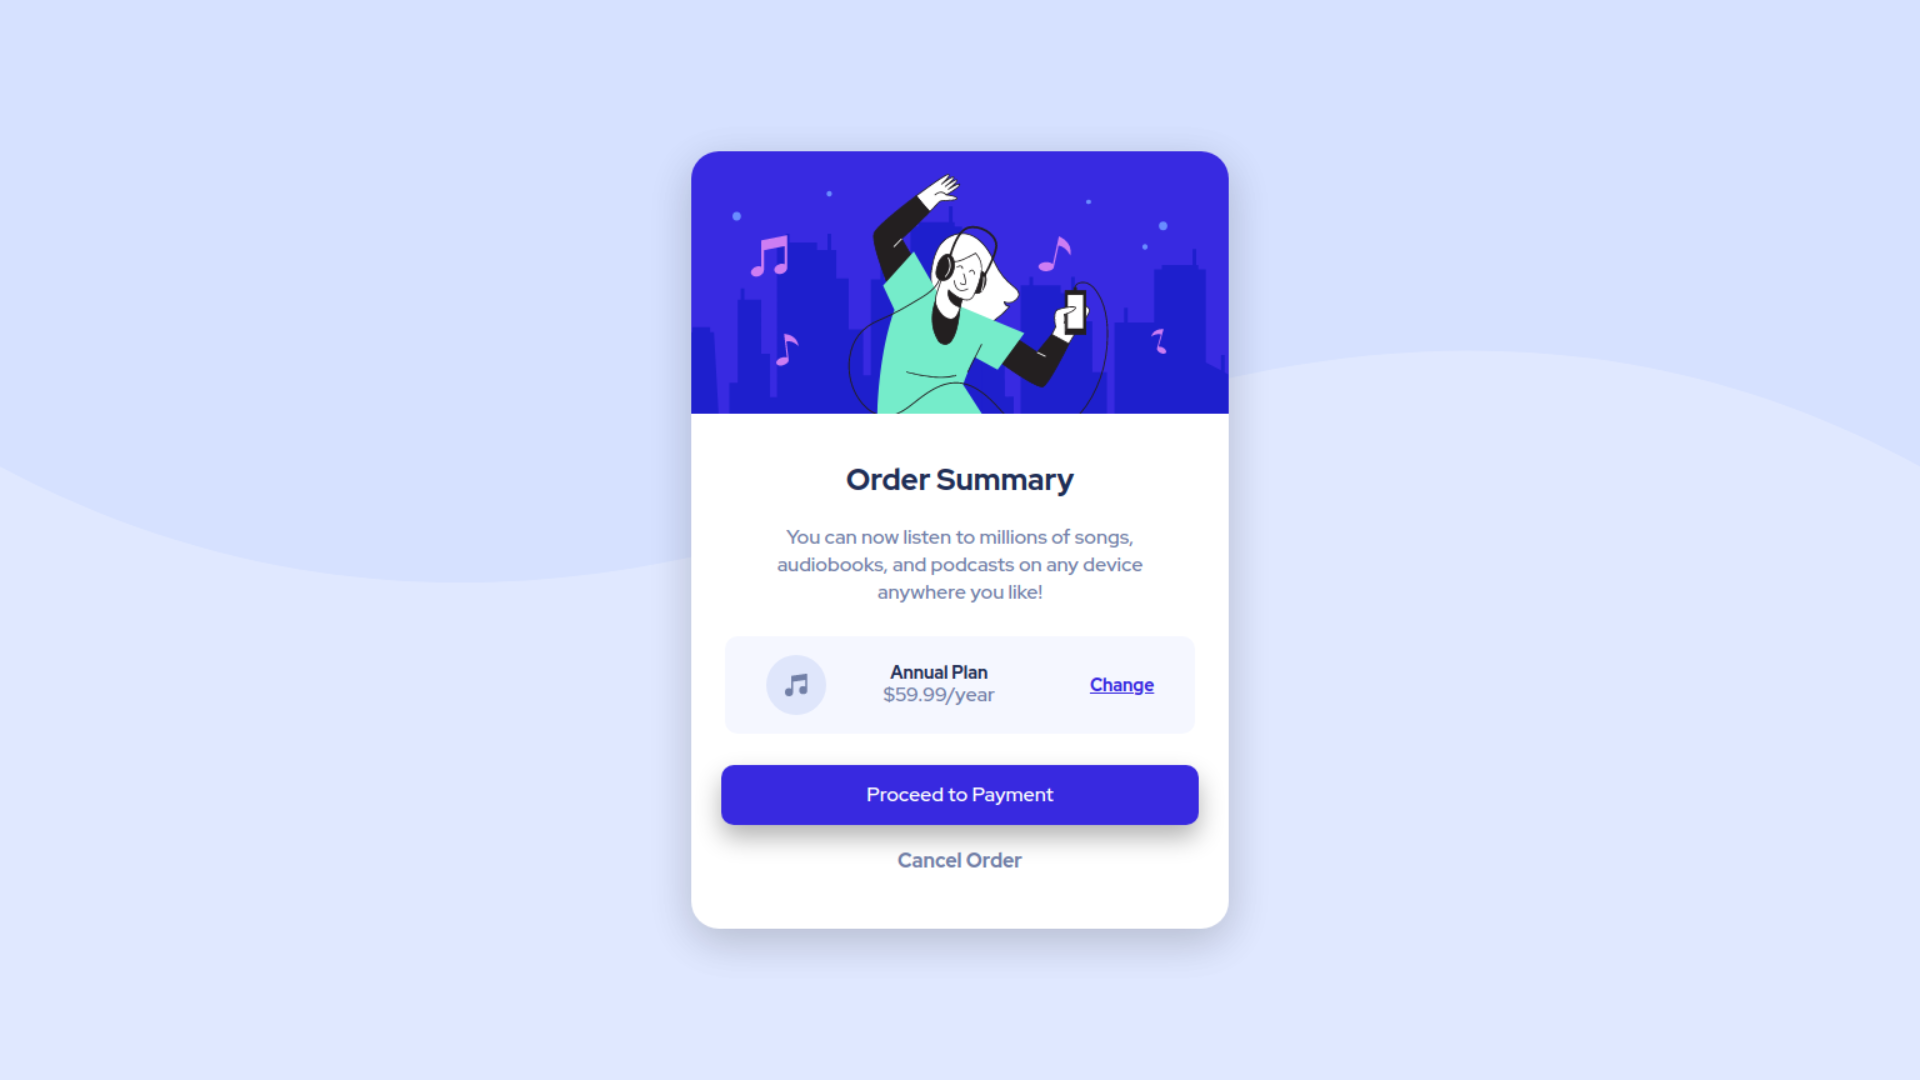 Order Summary
You can now listen to millions of songs,
audiobooks, and podcasts on any device
anywhere you like!
Annual Plan
$59.99/year
Change
Proceed to Payment
Cancel Order